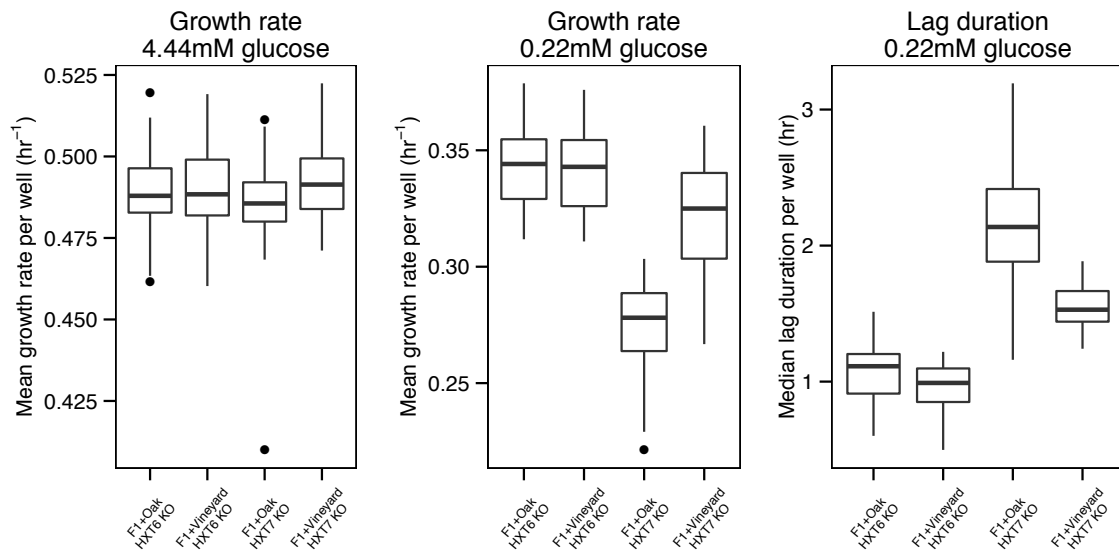 Growth rate
4.44mM glucose
Mean growth rate per well (hr⁻¹)
0.525
0.500
0.475
0.450
0.425
F1+Oak
HXT6 KO
F1+Vineyard
HXT6 KO
F1+Oak
HXT7 KO
F1+Vineyard
HXT7 KO
Growth rate
0.22mM glucose
Mean growth rate per well (hr⁻¹)
0.35
0.30
0.25
F1+Oak
HXT6 KO
F1+Vineyard
HXT6 KO
F1+Oak
HXT7 KO
F1+Vineyard
HXT7 KO
Lag duration
0.22mM glucose
Median lag duration per well (hr)
3
2
1
F1+Oak
HXT6 KO
F1+Vineyard
HXT6 KO
F1+Oak
HXT7 KO
F1+Vineyard
HXT7 KO